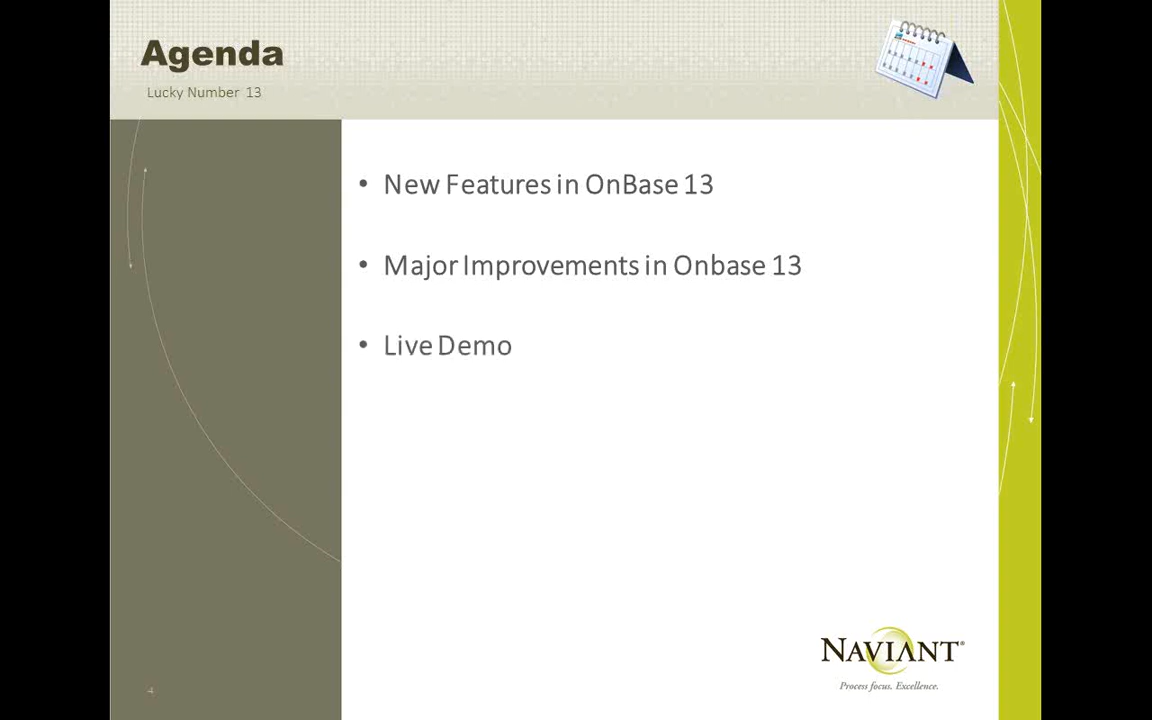 Agenda
Lucky Number 13
• New Features in OnBase 13
• Major Improvements in Onbase 13
• Live Demo
NAVIANT®
Process focus. Excellence.
4